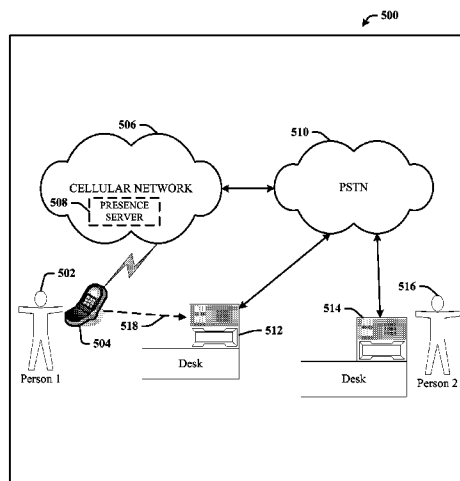 500
506
510
CELLULAR NETWORK
PSTN
508
PRESENCE
SERVER
502
516
514
512
518
504
Person 1
Desk
Desk
Person 2